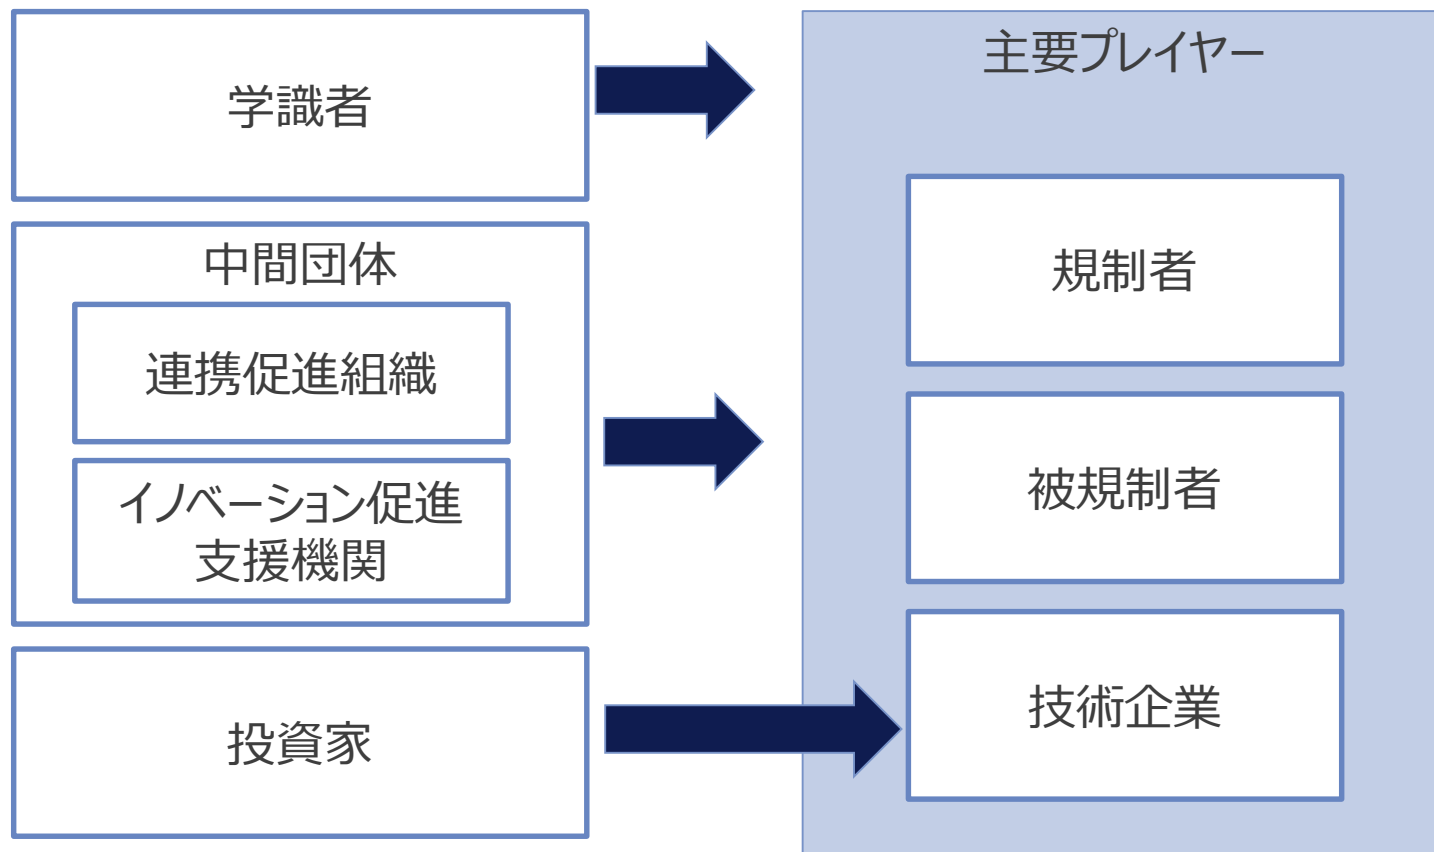 学識者
中間団体
連携促進組織
イノベーション促進
支援機関
投資家
主要プレイヤー
規制者
被規制者
技術企業